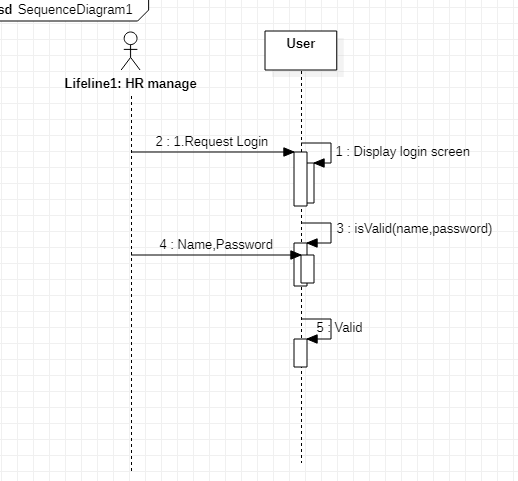 sd SequenceDiagram1
User
Lifeline1: HR manage
2 : 1.Request Login
1 : Display login screen
3 : isValid(name,password)
4 : Name,Password
5 : Valid